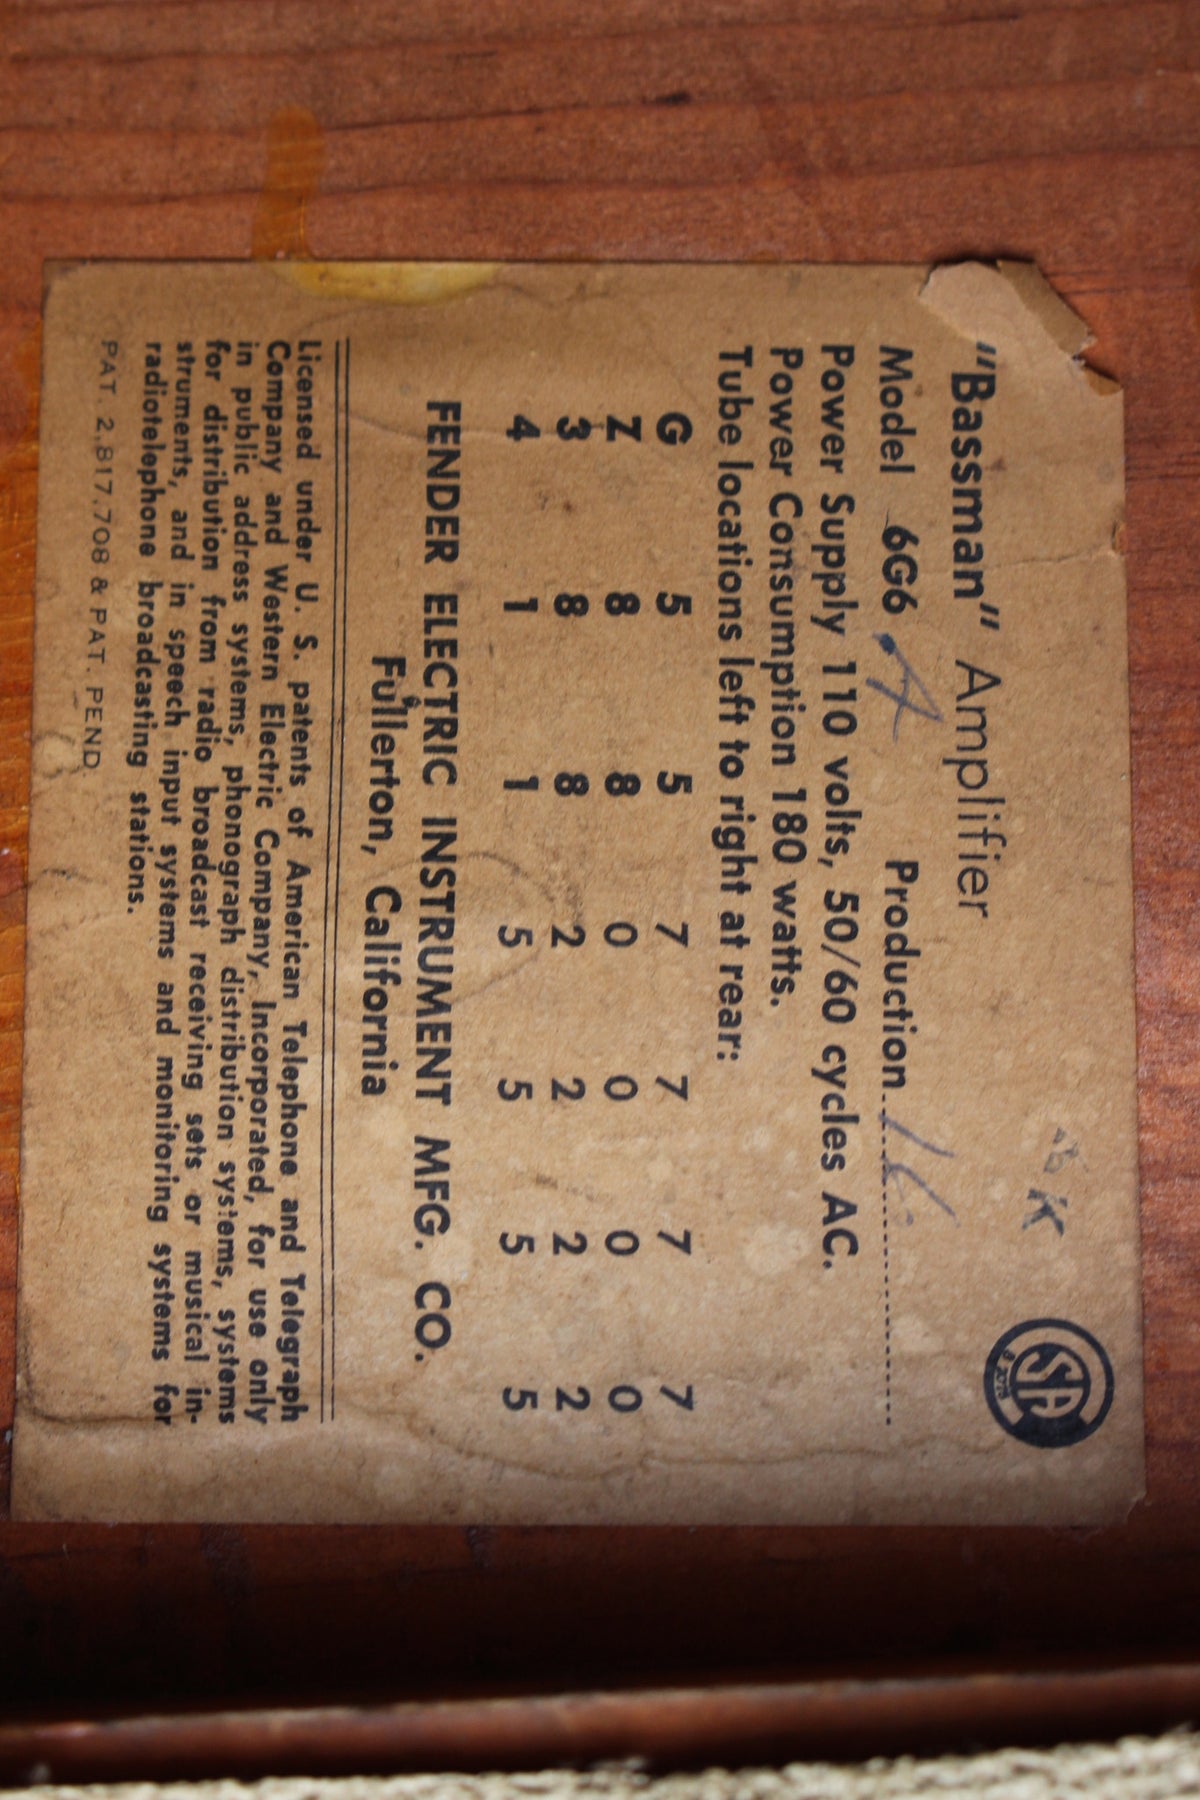 "Bassman" Amplifier
Model 6G6 A Production
Power Supply 110 volts, 50/60 cycles AC.
Power Consumption 180 watts.
Tube locations left to right at rear:
G 5 5 7 7 7 7
Z 8 8 0 0 0 0
3 8 8 2 2 2 2
4 1 1 5 5 5 5
FENDER ELECTRIC INSTRUMENT MFG. CO.
Fullerton, California
Licensed under U. S. patents of American Telephone and Telegraph
Company and Western Electric Company, Incorporated, for use only
in public address systems, phonograph distribution systems, systems
for distribution from radio broadcast receiving sets or musical in-
struments, and in speech input systems and monitoring systems for
radiotelephone broadcasting stations.
PAT. 2,817,708 & PAT. PEND.